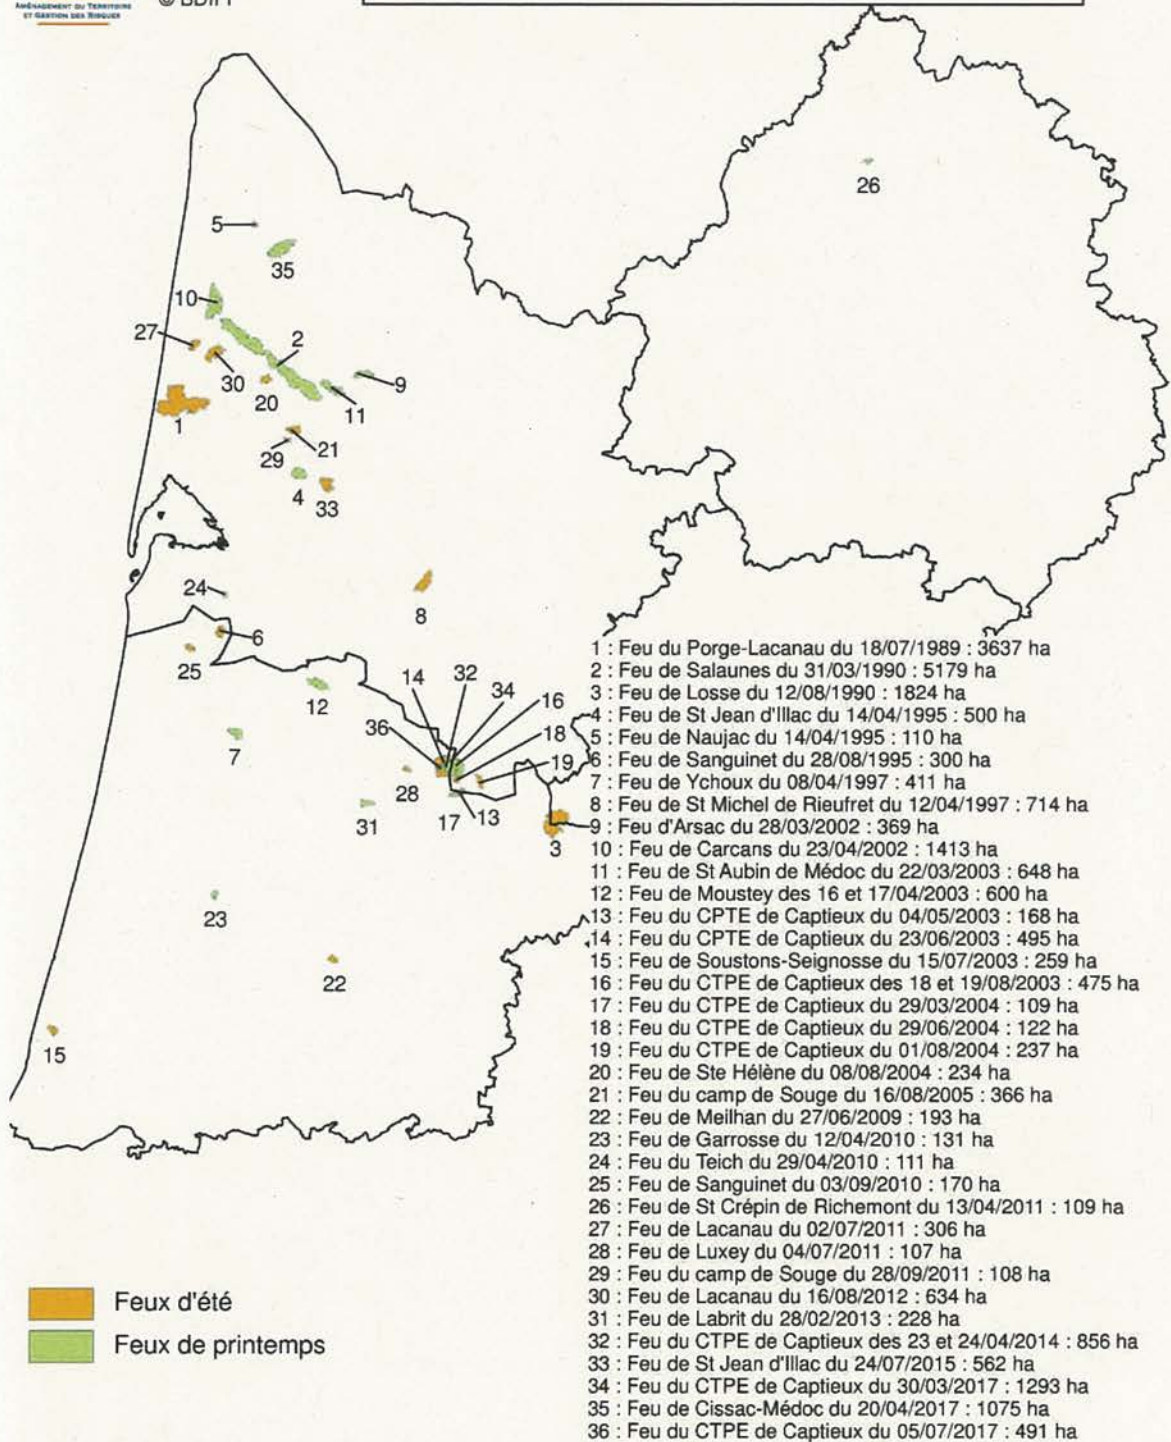 AMÉNAGEMENT DU TERRITOIRE
ET GESTION DES RISQUES
26
5
35
10
27
2
30
9
20
11
1
21
29
4
33
24
8
6
25
12
14
32
34
16
36
18
7
19
28
31
17
13
3
23
22
15
1 : Feu du Porge-Lacanau du 18/07/1989 : 3637 ha
2 : Feu de Salaunes du 31/03/1990 : 5179 ha
3 : Feu de Losse du 12/08/1990 : 1824 ha
4 : Feu de St Jean d'Illac du 14/04/1995 : 500 ha
5 : Feu de Naujac du 14/04/1995 : 110 ha
6 : Feu de Sanguinet du 28/08/1995 : 300 ha
7 : Feu de Ychoux du 08/04/1997 : 411 ha
8 : Feu de St Michel de Rieufret du 12/04/1997 : 714 ha
9 : Feu d'Arsac du 28/03/2002 : 369 ha
10 : Feu de Carcans du 23/04/2002 : 1413 ha
11 : Feu de St Aubin de Médoc du 22/03/2003 : 648 ha
12 : Feu de Moustey des 16 et 17/04/2003 : 600 ha
13 : Feu du CPTE de Captieux du 04/05/2003 : 168 ha
14 : Feu du CPTE de Captieux du 23/06/2003 : 495 ha
15 : Feu de Soustons-Seignosse du 15/07/2003 : 259 ha
16 : Feu du CTPE de Captieux des 18 et 19/08/2003 : 475 ha
17 : Feu du CTPE de Captieux du 29/03/2004 : 109 ha
18 : Feu du CTPE de Captieux du 29/06/2004 : 122 ha
19 : Feu du CTPE de Captieux du 01/08/2004 : 237 ha
20 : Feu de Ste Hélène du 08/08/2004 : 234 ha
21 : Feu du camp de Souge du 16/08/2005 : 366 ha
22 : Feu de Meilhan du 27/06/2009 : 193 ha
23 : Feu de Garrosse du 12/04/2010 : 131 ha
24 : Feu du Teich du 29/04/2010 : 111 ha
25 : Feu de Sanguinet du 03/09/2010 : 170 ha
26 : Feu de St Crépin de Richemont du 13/04/2011 : 109 ha
27 : Feu de Lacanau du 02/07/2011 : 306 ha
28 : Feu de Luxey du 04/07/2011 : 107 ha
29 : Feu du camp de Souge du 28/09/2011 : 108 ha
30 : Feu de Lacanau du 16/08/2012 : 634 ha
31 : Feu de Labrit du 28/02/2013 : 228 ha
32 : Feu du CTPE de Captieux des 23 et 24/04/2014 : 856 ha
33 : Feu de St Jean d'Illac du 24/07/2015 : 562 ha
34 : Feu du CTPE de Captieux du 30/03/2017 : 1293 ha
35 : Feu de Cissac-Médoc du 20/04/2017 : 1075 ha
36 : Feu du CTPE de Captieux du 05/07/2017 : 491 ha
Feux d'été
Feux de printemps